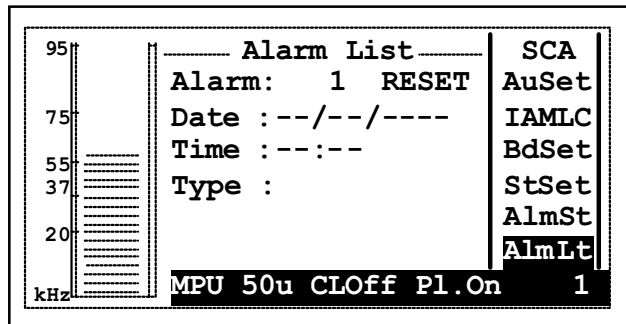 95
75
55
37
20
kHz
Alarm List
Alarm: 1 RESET
Date :--/--/----
Time :--:--
Type :
SCA
AuSet
IAMLC
BdSet
StSet
AlmSt
AlmLt
MPU 50u CLOff Pl.On 1